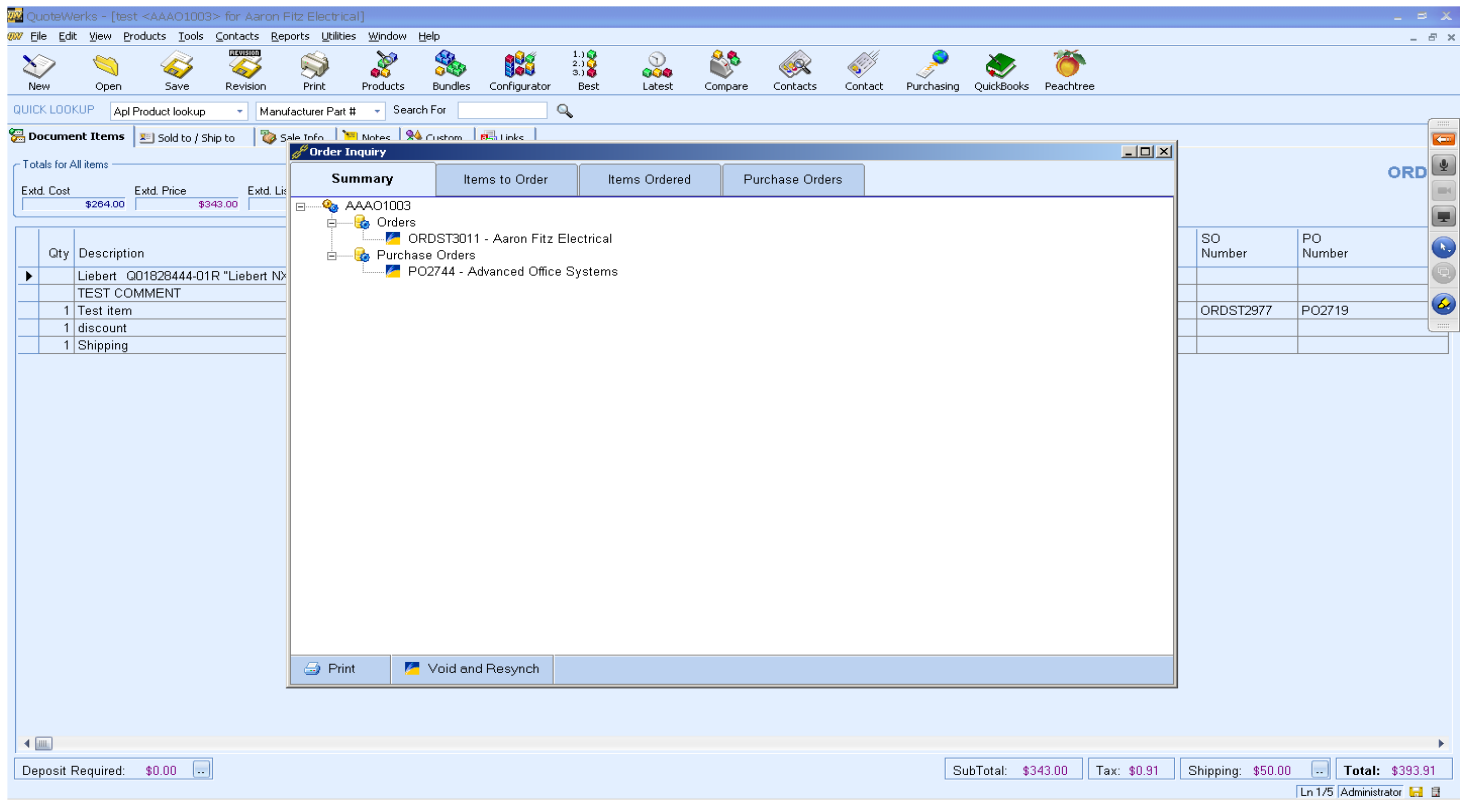 QuoteWerks - [test <AAAO1003> for Aaron Fitz Electrical]
File Edit View Products Tools Contacts Reports Utilities Window Help
REVISION 1.) 2.) 3.)
New Open Save Revision Print Products Bundles Configurator Best Latest Compare Contacts Contact Purchasing QuickBooks Peachtree
QUICK LOOKUP Apl Product lookup Manufacturer Part # Search For
Document Items Sold to / Ship to Sale Info Notes Custom Links
Order Inquiry
Totals for All items
ORD
Summary Items to Order Items Ordered Purchase Orders
Extd. Cost Extd. Price Extd. Lis
$264.00 $343.00
AAAO1003
Orders
ORDST3011 - Aaron Fitz Electrical
Purchase Orders
PO2744 - Advanced Office Systems
Qty Description SO Number PO Number
Liebert Q01828444-01R "Liebert NX
TEST COMMENT
1 Test item ORDST2977 PO2719
1 discount
1 Shipping
Print Void and Resynch
Deposit Required: $0.00 SubTotal: $343.00 Tax: $0.91 Shipping: $50.00 Total: $393.91
Ln 1/5 Administrator